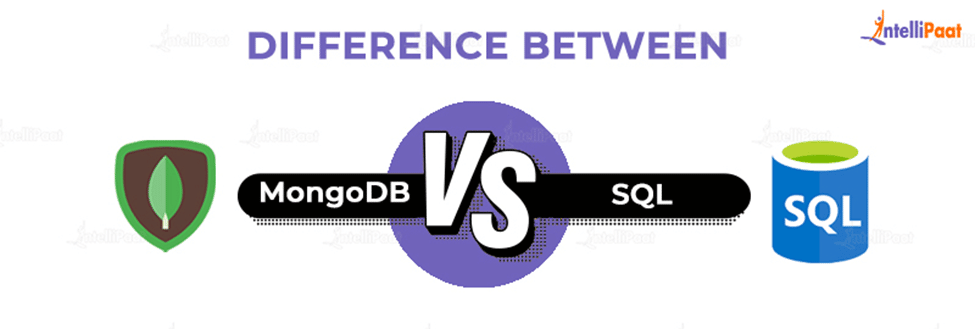 DIFFERENCE BETWEEN
IntelliPaat
MongoDB
VS
SQL
SQL